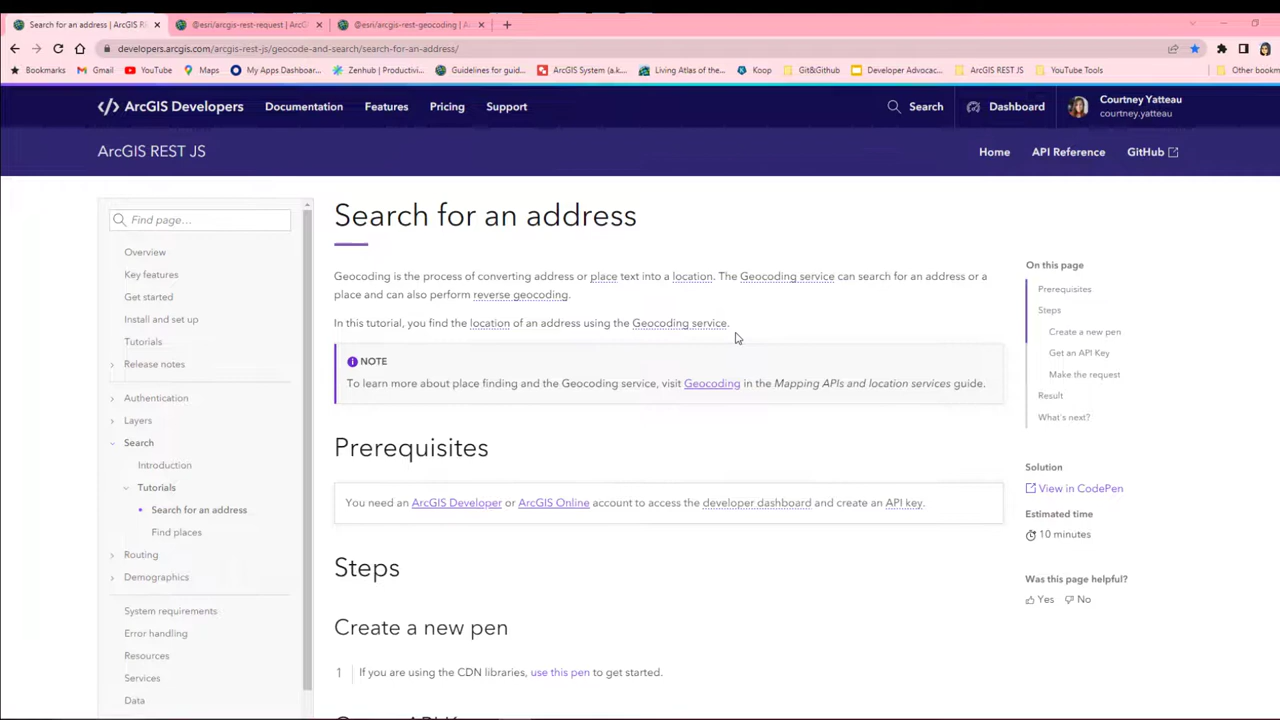 Search for an address | ArcGIS R
@esri/arcgis-rest-request | ArcG
@esri/arcgis-rest-geocoding | A
developers.arcgis.com/arcgis-rest-js/geocode-and-search/search-for-an-address/
Bookmarks
Gmail
YouTube
Maps
My Apps Dashboar...
Zenhub | Productivi...
Guidelines for guid...
ArcGIS System (a.k....
Living Atlas of the...
Koop
Git&Github
Developer Advocac...
ArcGIS REST JS
YouTube Tools
Other bookm
ArcGIS Developers
Documentation
Features
Pricing
Support
Search
Dashboard
Courtney Yatteau
courtney.yatteau
ArcGIS REST JS
Home
API Reference
GitHub
Find page...
Overview
Key features
Get started
Install and set up
Tutorials
Release notes
Authentication
Layers
Search
Introduction
Tutorials
Search for an address
Find places
Routing
Demographics
System requirements
Error handling
Resources
Services
Data
Search for an address
Geocoding is the process of converting address or place text into a location. The Geocoding service can search for an address or a
place and can also perform reverse geocoding.
In this tutorial, you find the location of an address using the Geocoding service.
NOTE
To learn more about place finding and the Geocoding service, visit Geocoding in the Mapping APIs and location services guide.
Prerequisites
You need an ArcGIS Developer or ArcGIS Online account to access the developer dashboard and create an API key.
Steps
Create a new pen
1 If you are using the CDN libraries, use this pen to get started.
On this page
Prerequisites
Steps
Create a new pen
Get an API Key
Make the request
Result
What's next?
Solution
View in CodePen
Estimated time
10 minutes
Was this page helpful?
Yes
No